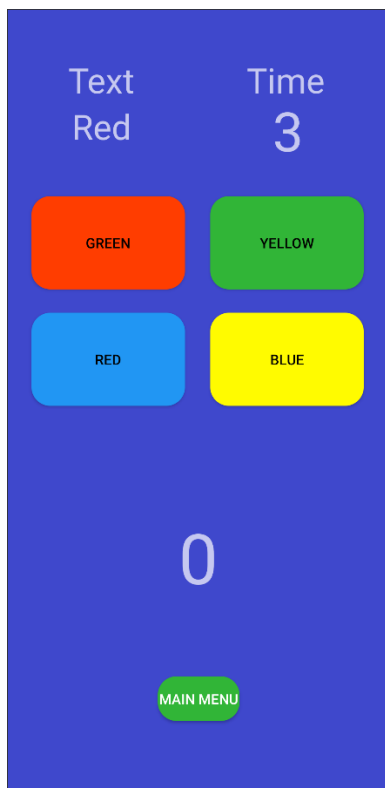 Text Time
Red 3
GREEN YELLOW
RED BLUE
0
MAIN MENU